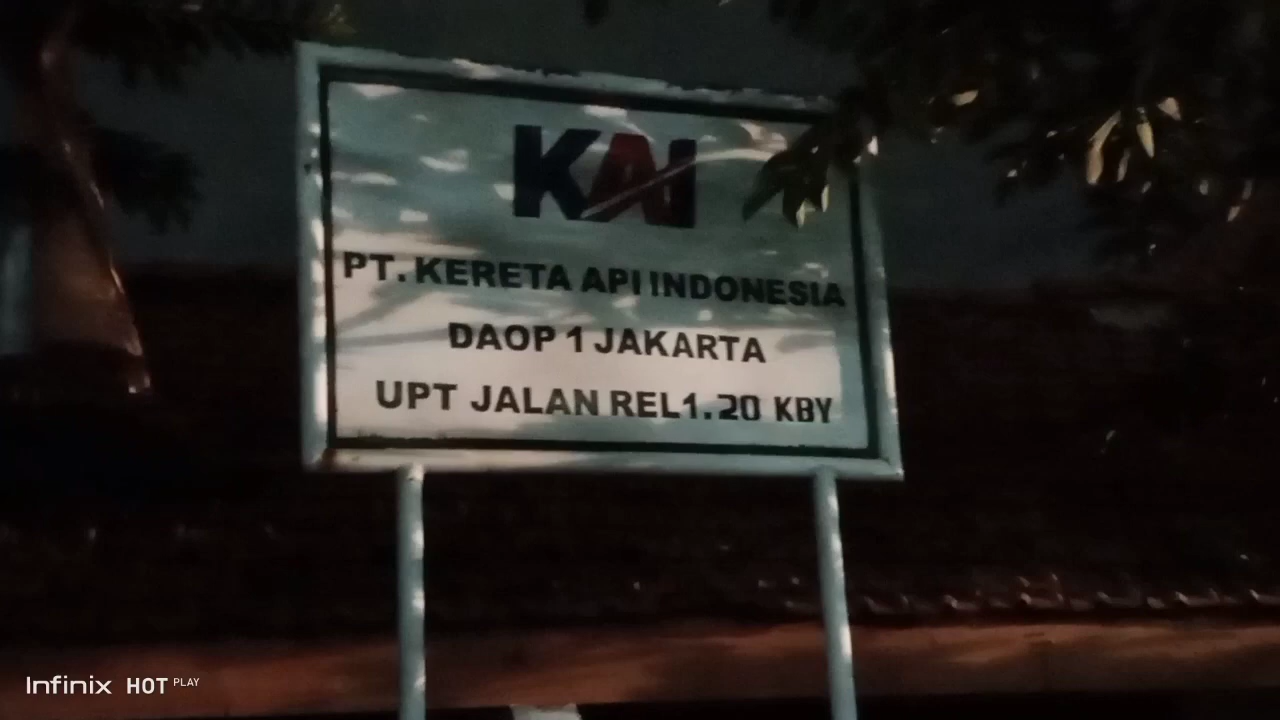 KAI
PT. KERETA API INDONESIA
DAOP 1 JAKARTA
UPT JALAN REL 1.20 KBY
Infinix HOT PLAY